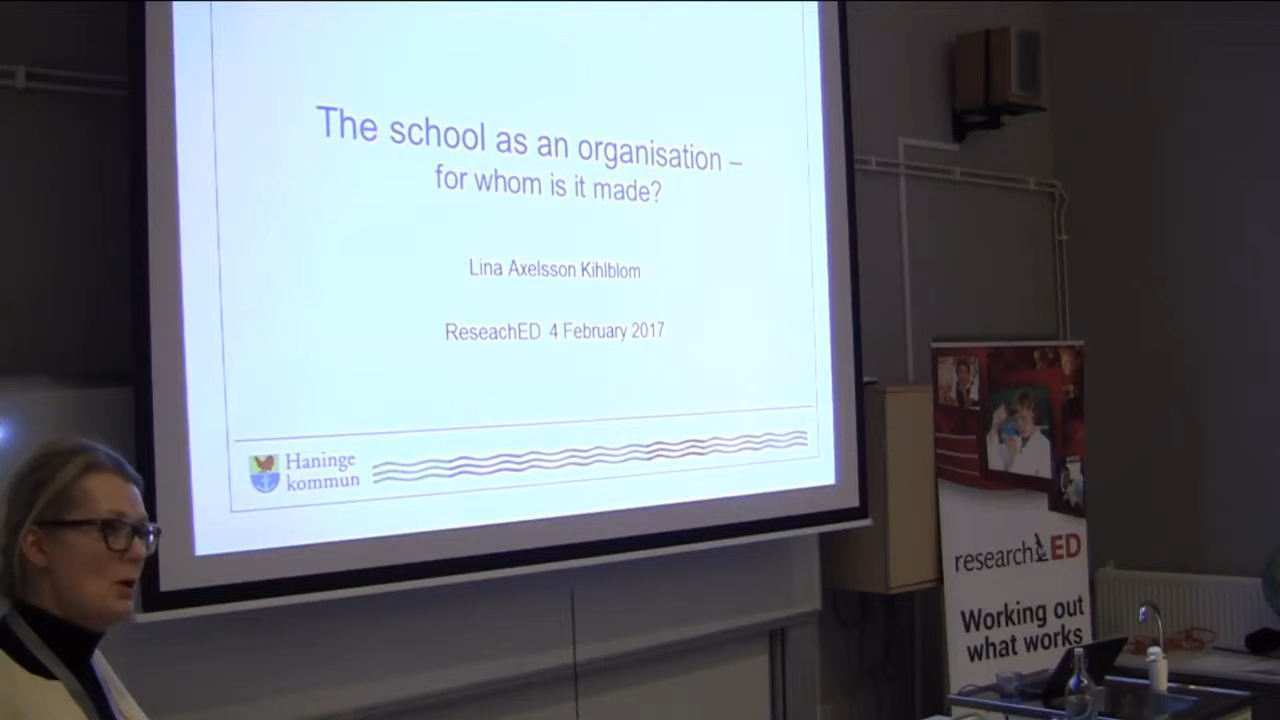 The school as an organisation –
for whom is it made?
Lina Axelsson Kihlblom
ReseachED 4 February 2017
Haninge
kommun
researchED
Working out
what works